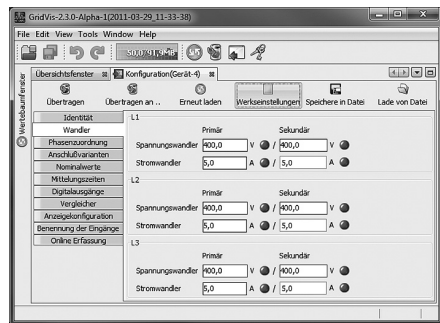 GridVis-2.3.0-Alpha-1(2011-03-29_11-33-38)
File Edit View Tools Window Help
50,0/91,9MB
Wertebaumfenster
Übersichtsfenster Konfiguration(Gerät-4)
Übertragen Übertragen an .. Erneut laden Werkseinstellungen Speichere in Datei Lade von Datei
Identität
Wandler
Phasenzuordnung
Anschlußvarianten
Nominalwerte
Mittelungszeiten
Digitalausgänge
Vergleicher
Anzeigekonfiguration
Benennung der Eingänge
Online Erfassung
L1
Primär Sekundär
Spannungswandler 400,0 V / 400,0 V
Stromwandler 5,0 A / 5,0 A
L2
Primär Sekundär
Spannungswandler 400,0 V / 400,0 V
Stromwandler 5,0 A / 5,0 A
L3
Primär Sekundär
Spannungswandler 400,0 V / 400,0 V
Stromwandler 5,0 A / 5,0 A